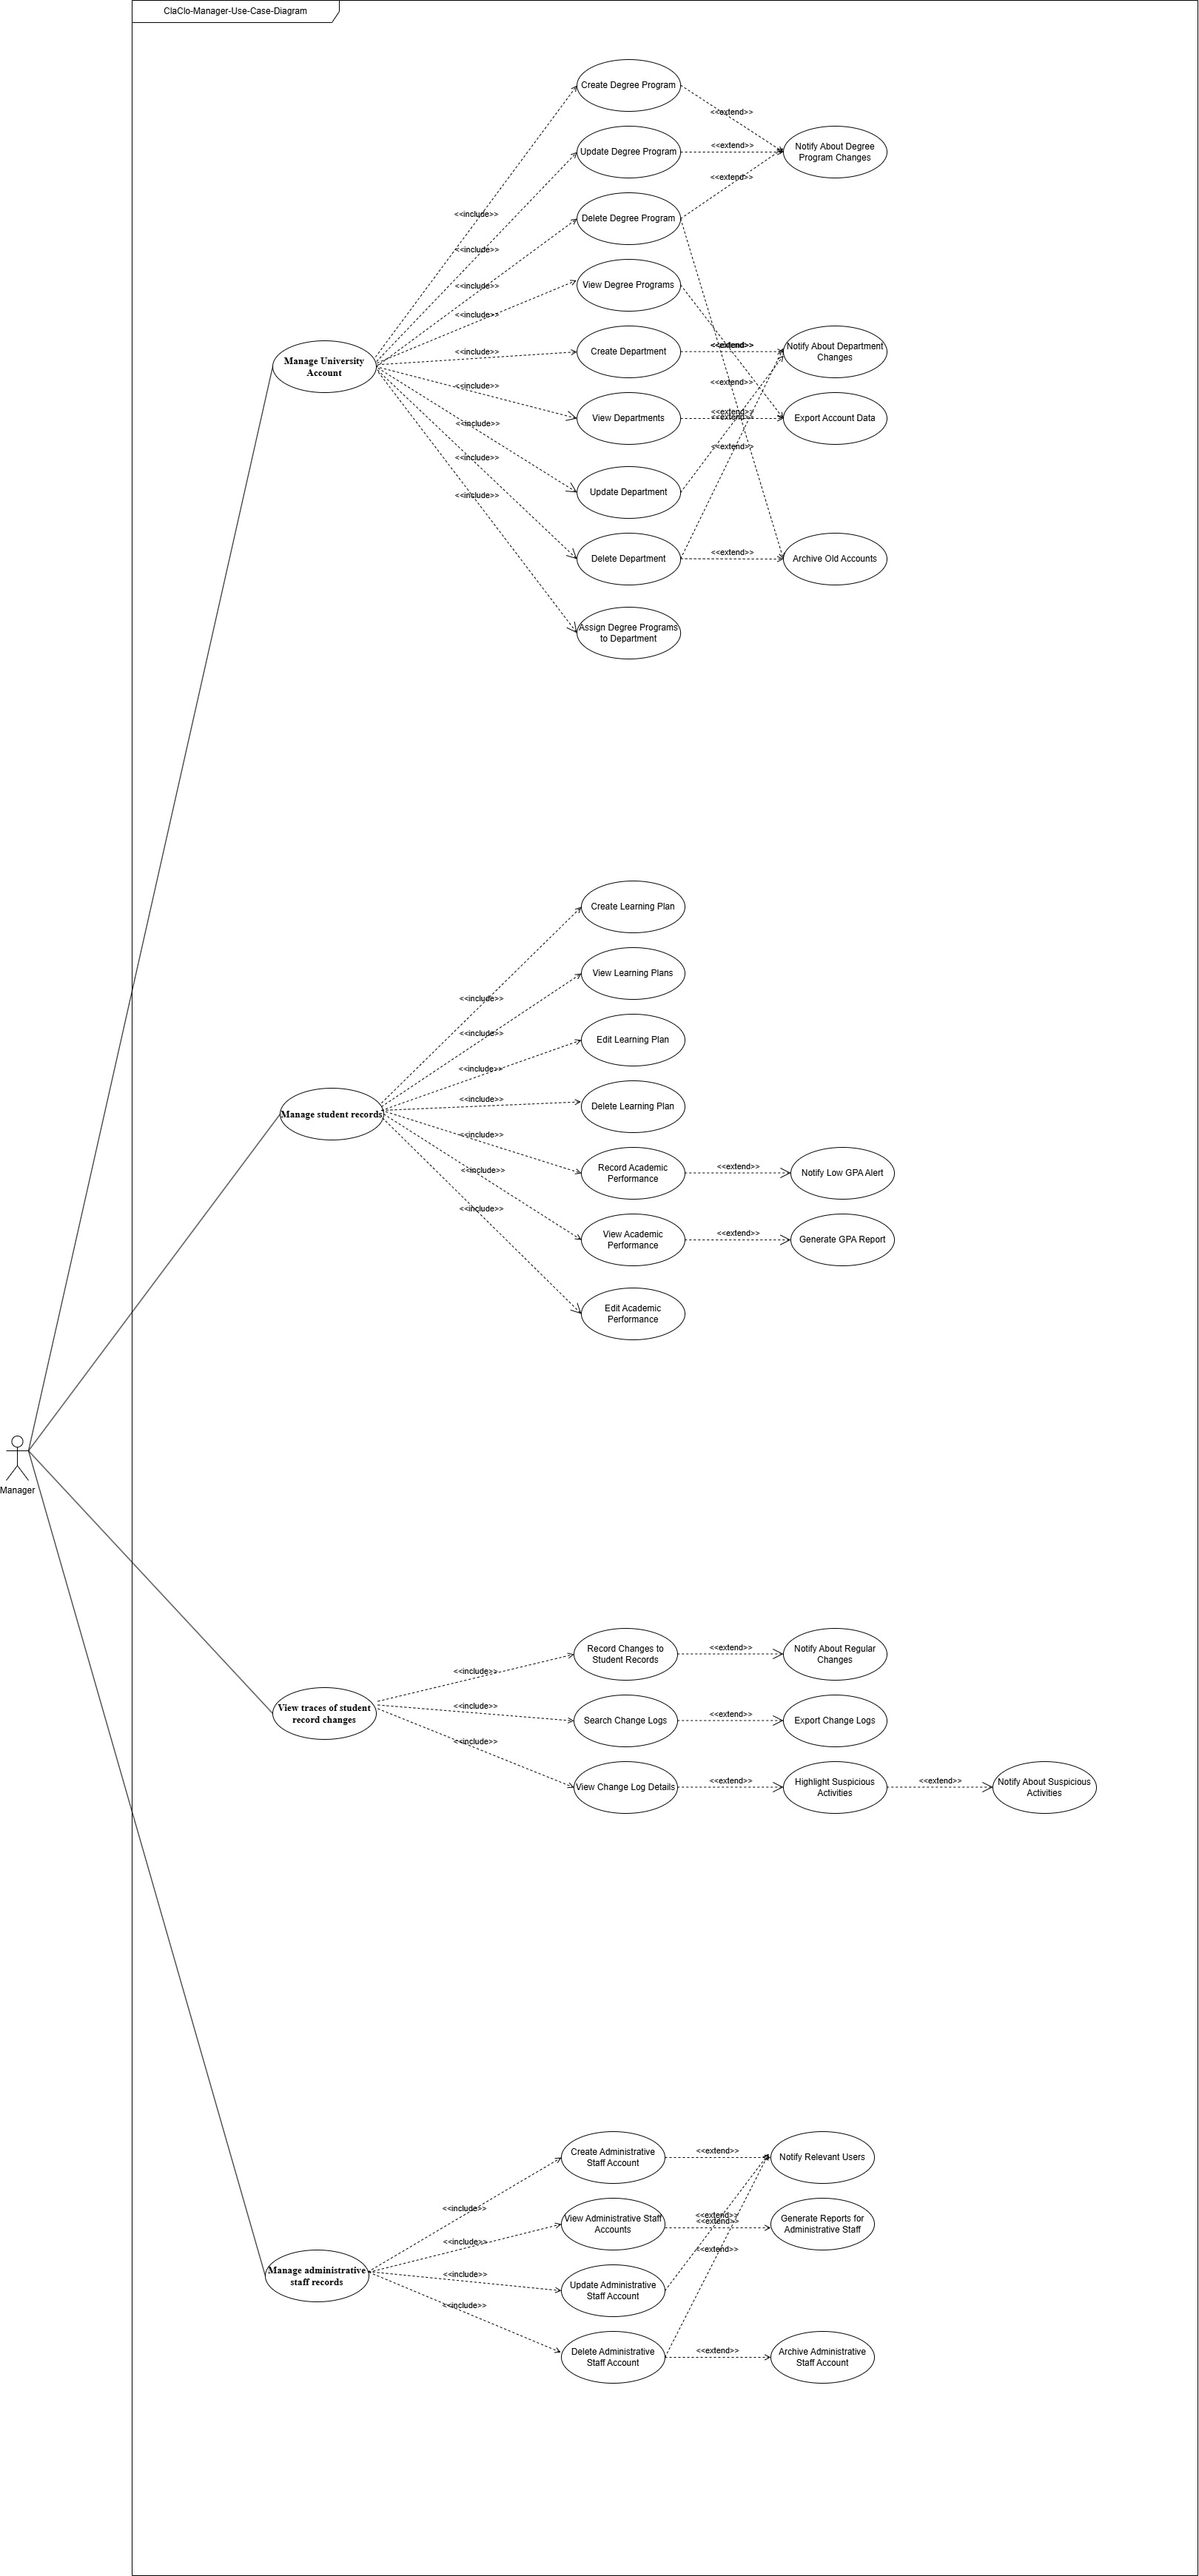 ClaClo-Manager-Use-Case-Diagram
Create Degree Program
<<extend>>
Update Degree Program
<<extend>>
Notify About Degree
Program Changes
<<extend>>
<<include>>
Delete Degree Program
<<include>>
<<include>>
View Degree Programs
<<include>>
Manage University
Account
<<include>>
Create Department
<<extend>>
<<extend>>
Notify About Department
Changes
<<extend>>
<<include>>
View Departments
<<extend>>
<<extend>>
Export Account Data
<<include>>
<<extend>>
<<include>>
Update Department
<<include>>
Delete Department
<<extend>>
Archive Old Accounts
Assign Degree Programs
to Department
Create Learning Plan
View Learning Plans
<<include>>
<<include>>
Edit Learning Plan
<<include>>
Manage student records
<<include>>
Delete Learning Plan
<<include>>
Record Academic
Performance
<<extend>>
Notify Low GPA Alert
<<include>>
<<include>>
View Academic
Performance
<<extend>>
Generate GPA Report
Edit Academic
Performance
Manager
Record Changes to
Student Records
<<extend>>
Notify About Regular
Changes
<<include>>
View traces of student
record changes
<<include>>
Search Change Logs
<<extend>>
Export Change Logs
<<include>>
View Change Log Details
<<extend>>
Highlight Suspicious
Activities
<<extend>>
Notify About Suspicious
Activities
Create Administrative
Staff Account
<<extend>>
Notify Relevant Users
<<include>>
View Administrative Staff
Accounts
<<extend>>
<<extend>>
Generate Reports for
Administrative Staff
<<include>>
<<extend>>
Manage administrative
staff records
<<include>>
Update Administrative
Staff Account
<<include>>
Delete Administrative
Staff Account
<<extend>>
Archive Administrative
Staff Account